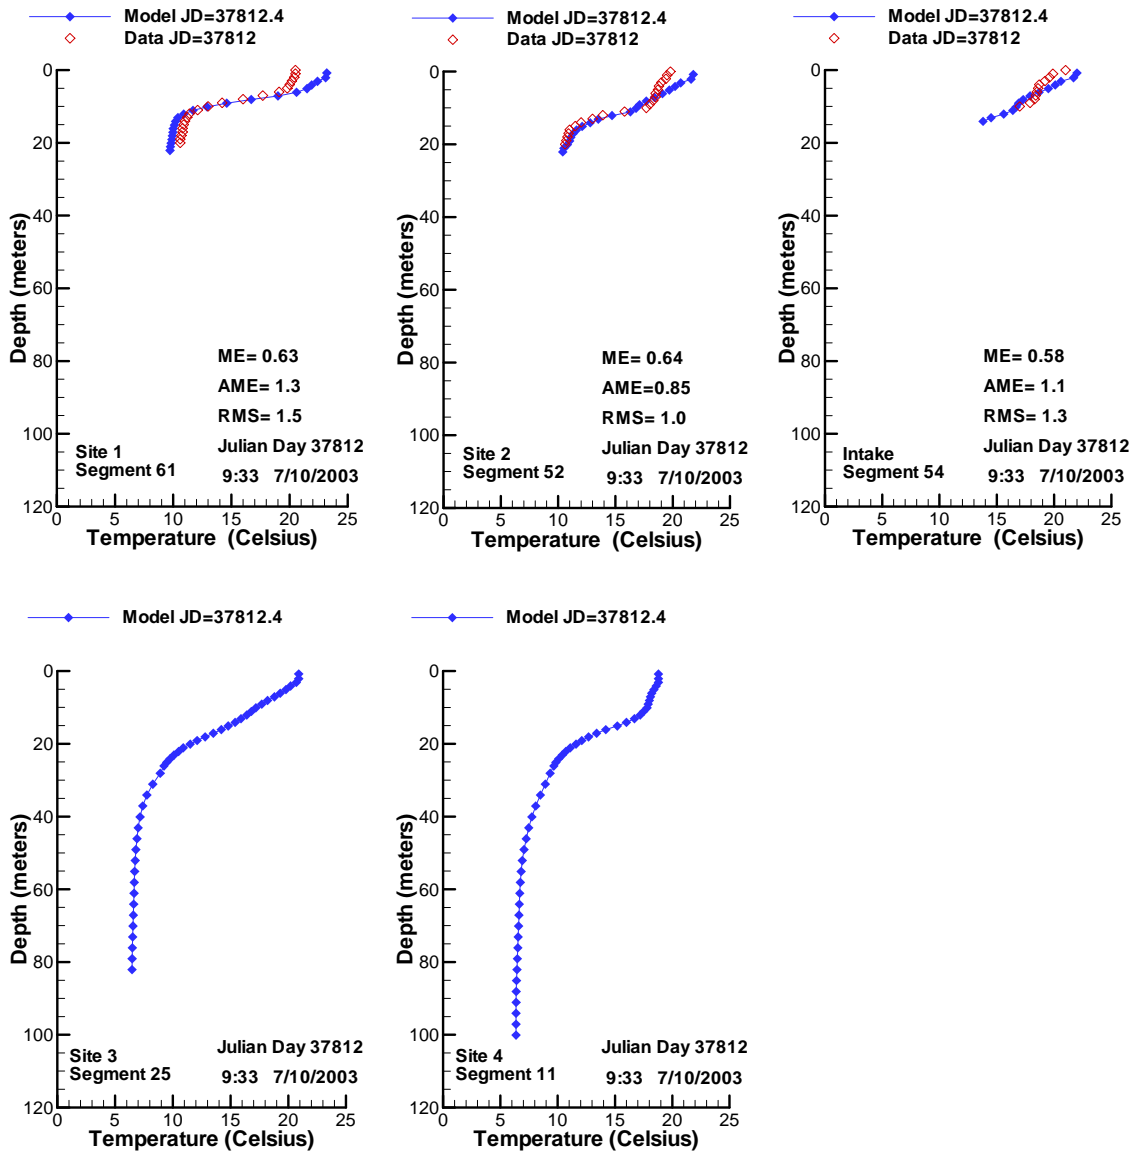 Model JD=37812.4
Data JD=37812
0
20
40
60
80
100
120
Depth (meters)
ME= 0.63
AME= 1.3
RMS= 1.5
Site 1
Segment 61
Julian Day 37812
9:33 7/10/2003
0 5 10 15 20 25
Temperature (Celsius)
Model JD=37812.4
Data JD=37812
0
20
40
60
80
100
120
Depth (meters)
ME= 0.64
AME=0.85
RMS= 1.0
Site 2
Segment 52
Julian Day 37812
9:33 7/10/2003
0 5 10 15 20 25
Temperature (Celsius)
Model JD=37812.4
Data JD=37812
0
20
40
60
80
100
120
Depth (meters)
ME= 0.58
AME= 1.1
RMS= 1.3
Intake
Segment 54
Julian Day 37812
9:33 7/10/2003
0 5 10 15 20 25
Temperature (Celsius)
Model JD=37812.4
0
20
40
60
80
100
120
Depth (meters)
Site 3
Segment 25
Julian Day 37812
9:33 7/10/2003
0 5 10 15 20 25
Temperature (Celsius)
Model JD=37812.4
0
20
40
60
80
100
120
Depth (meters)
Site 4
Segment 11
Julian Day 37812
9:33 7/10/2003
0 5 10 15 20 25
Temperature (Celsius)